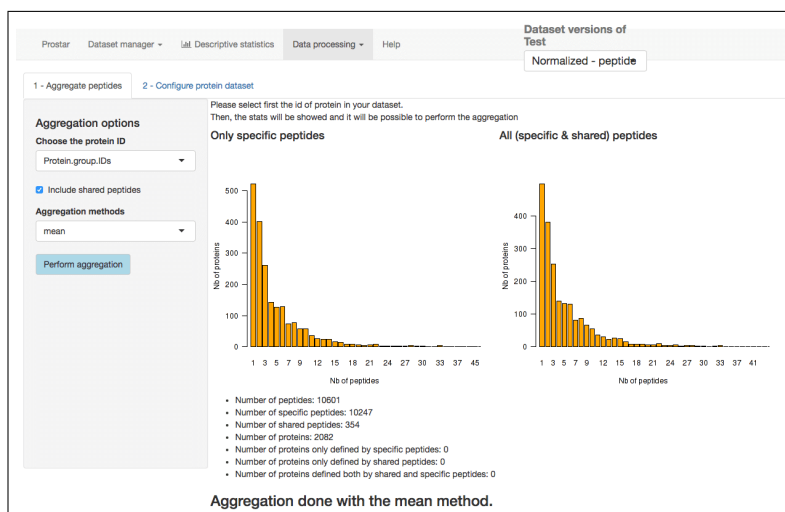 Prostar
Dataset manager
Descriptive statistics
Data processing
Help
Dataset versions of
Test
Normalized - peptide
1 - Aggregate peptides
2 - Configure protein dataset
Aggregation options
Choose the protein ID
Protein.group.IDs
Include shared peptides
Aggregation methods
mean
Perform aggregation
Please select first the id of protein in your dataset.
Then, the stats will be showed and it will be possible to perform the aggregation
Only specific peptides
Nb of proteins
500
400
300
200
100
0
1 3 5 7 9 12 15 18 21 24 27 30 33 37 45
Nb of peptides
All (specific & shared) peptides
Nb of proteins
400
300
200
100
0
1 3 5 7 9 12 15 18 21 24 27 30 33 37 41
Nb of peptides
Number of peptides: 10601
Number of specific peptides: 10247
Number of shared peptides: 354
Number of proteins: 2082
Number of proteins only defined by specific peptides: 0
Number of proteins only defined by shared peptides: 0
Number of proteins defined both by shared and specific peptides: 0
Aggregation done with the mean method.